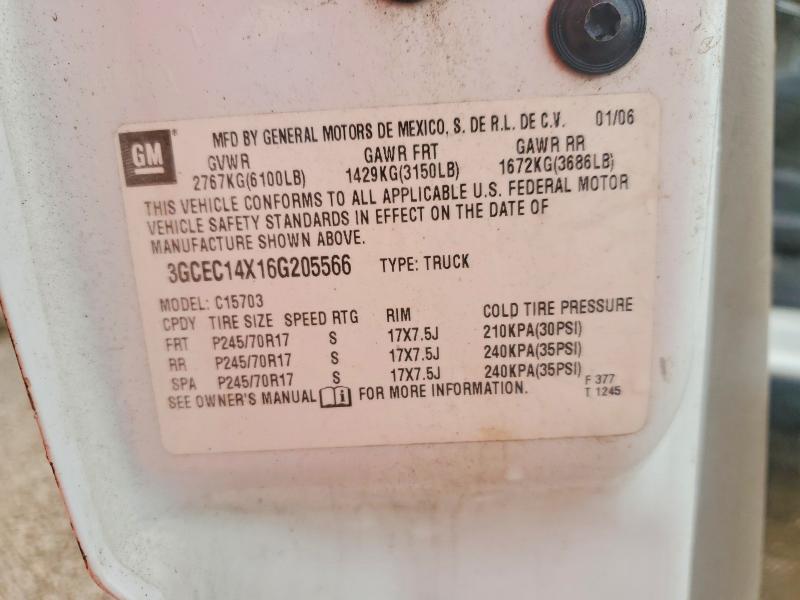 GM MFD BY GENERAL MOTORS DE MEXICO, S. DE R.L. DE C.V. 01/06
GVWR GAWR FRT GAWR RR
2767KG(6100LB) 1429KG(3150LB) 1672KG(3686LB)
THIS VEHICLE CONFORMS TO ALL APPLICABLE U.S. FEDERAL MOTOR
VEHICLE SAFETY STANDARDS IN EFFECT ON THE DATE OF
MANUFACTURE SHOWN ABOVE.
3GCEC14X16G205566 TYPE: TRUCK
MODEL: C15703
CPDY TIRE SIZE SPEED RTG RIM COLD TIRE PRESSURE
FRT P245/70R17 S 17X7.5J 210KPA(30PSI)
RR P245/70R17 S 17X7.5J 240KPA(35PSI)
SPA P245/70R17 S 17X7.5J 240KPA(35PSI)
SEE OWNER'S MANUAL i FOR MORE INFORMATION.
F 377
T 1245